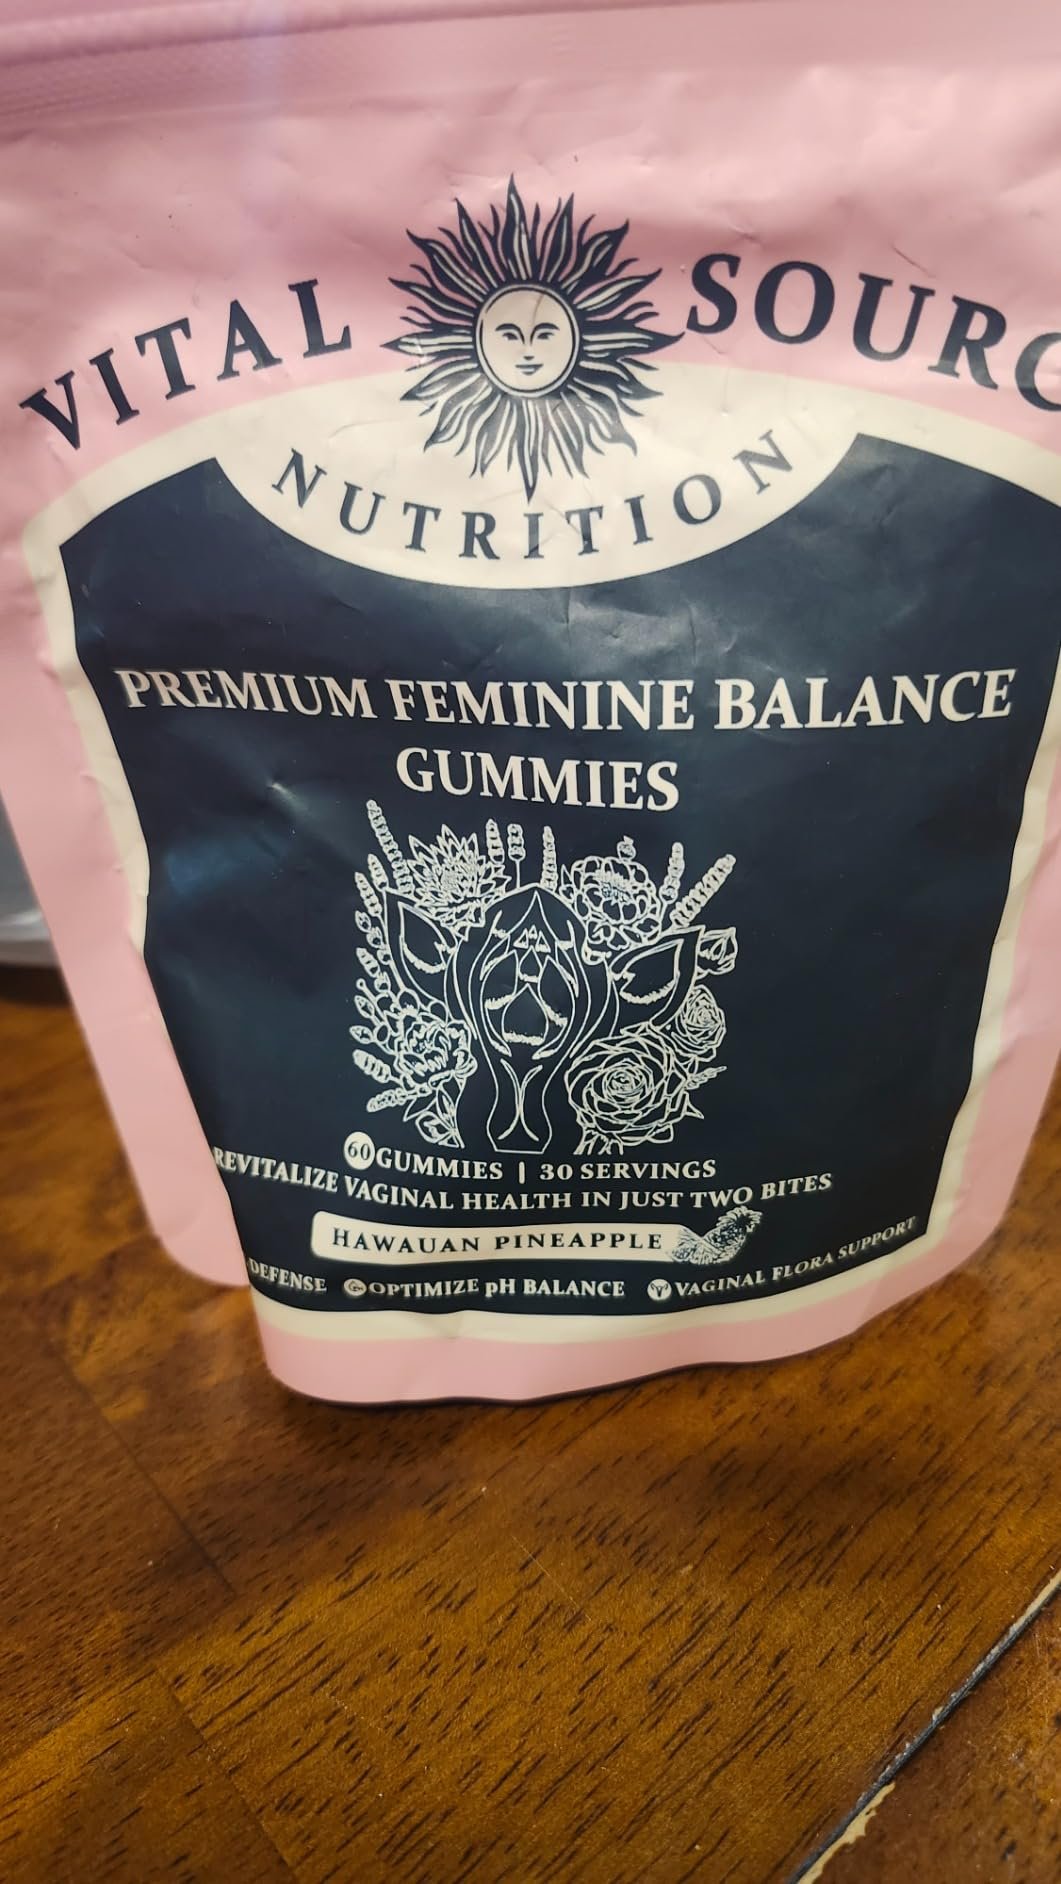 VITAL SOURC
NUTRITION
PREMIUM FEMININE BALANCE
GUMMIES
60 GUMMIES | 30 SERVINGS
REVITALIZE VAGINAL HEALTH IN JUST TWO BITES
HAWAUAN PINEAPPLE
DEFENSE OPTIMIZE pH BALANCE VAGINAL FLORA SUPPORT